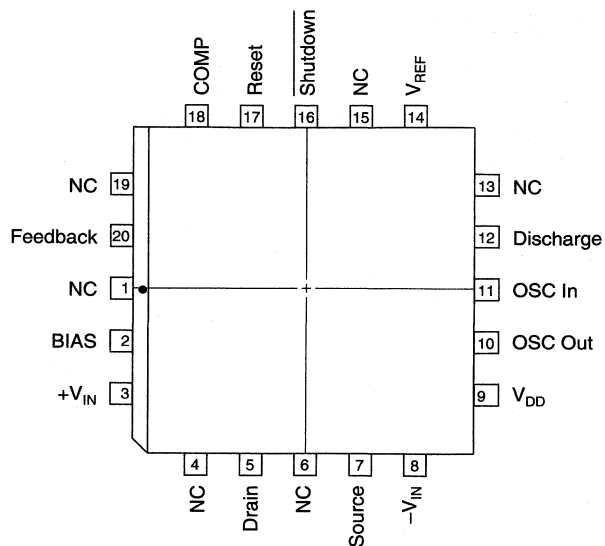 COMP
Reset
Shutdown
NC
VREF
18
17
16
15
14
NC 19
13 NC
Feedback 20
12 Discharge
NC 1
11 OSC In
BIAS 2
10 OSC Out
+VIN 3
9 VDD
4
5
6
7
8
NC
Drain
NC
Source
–VIN